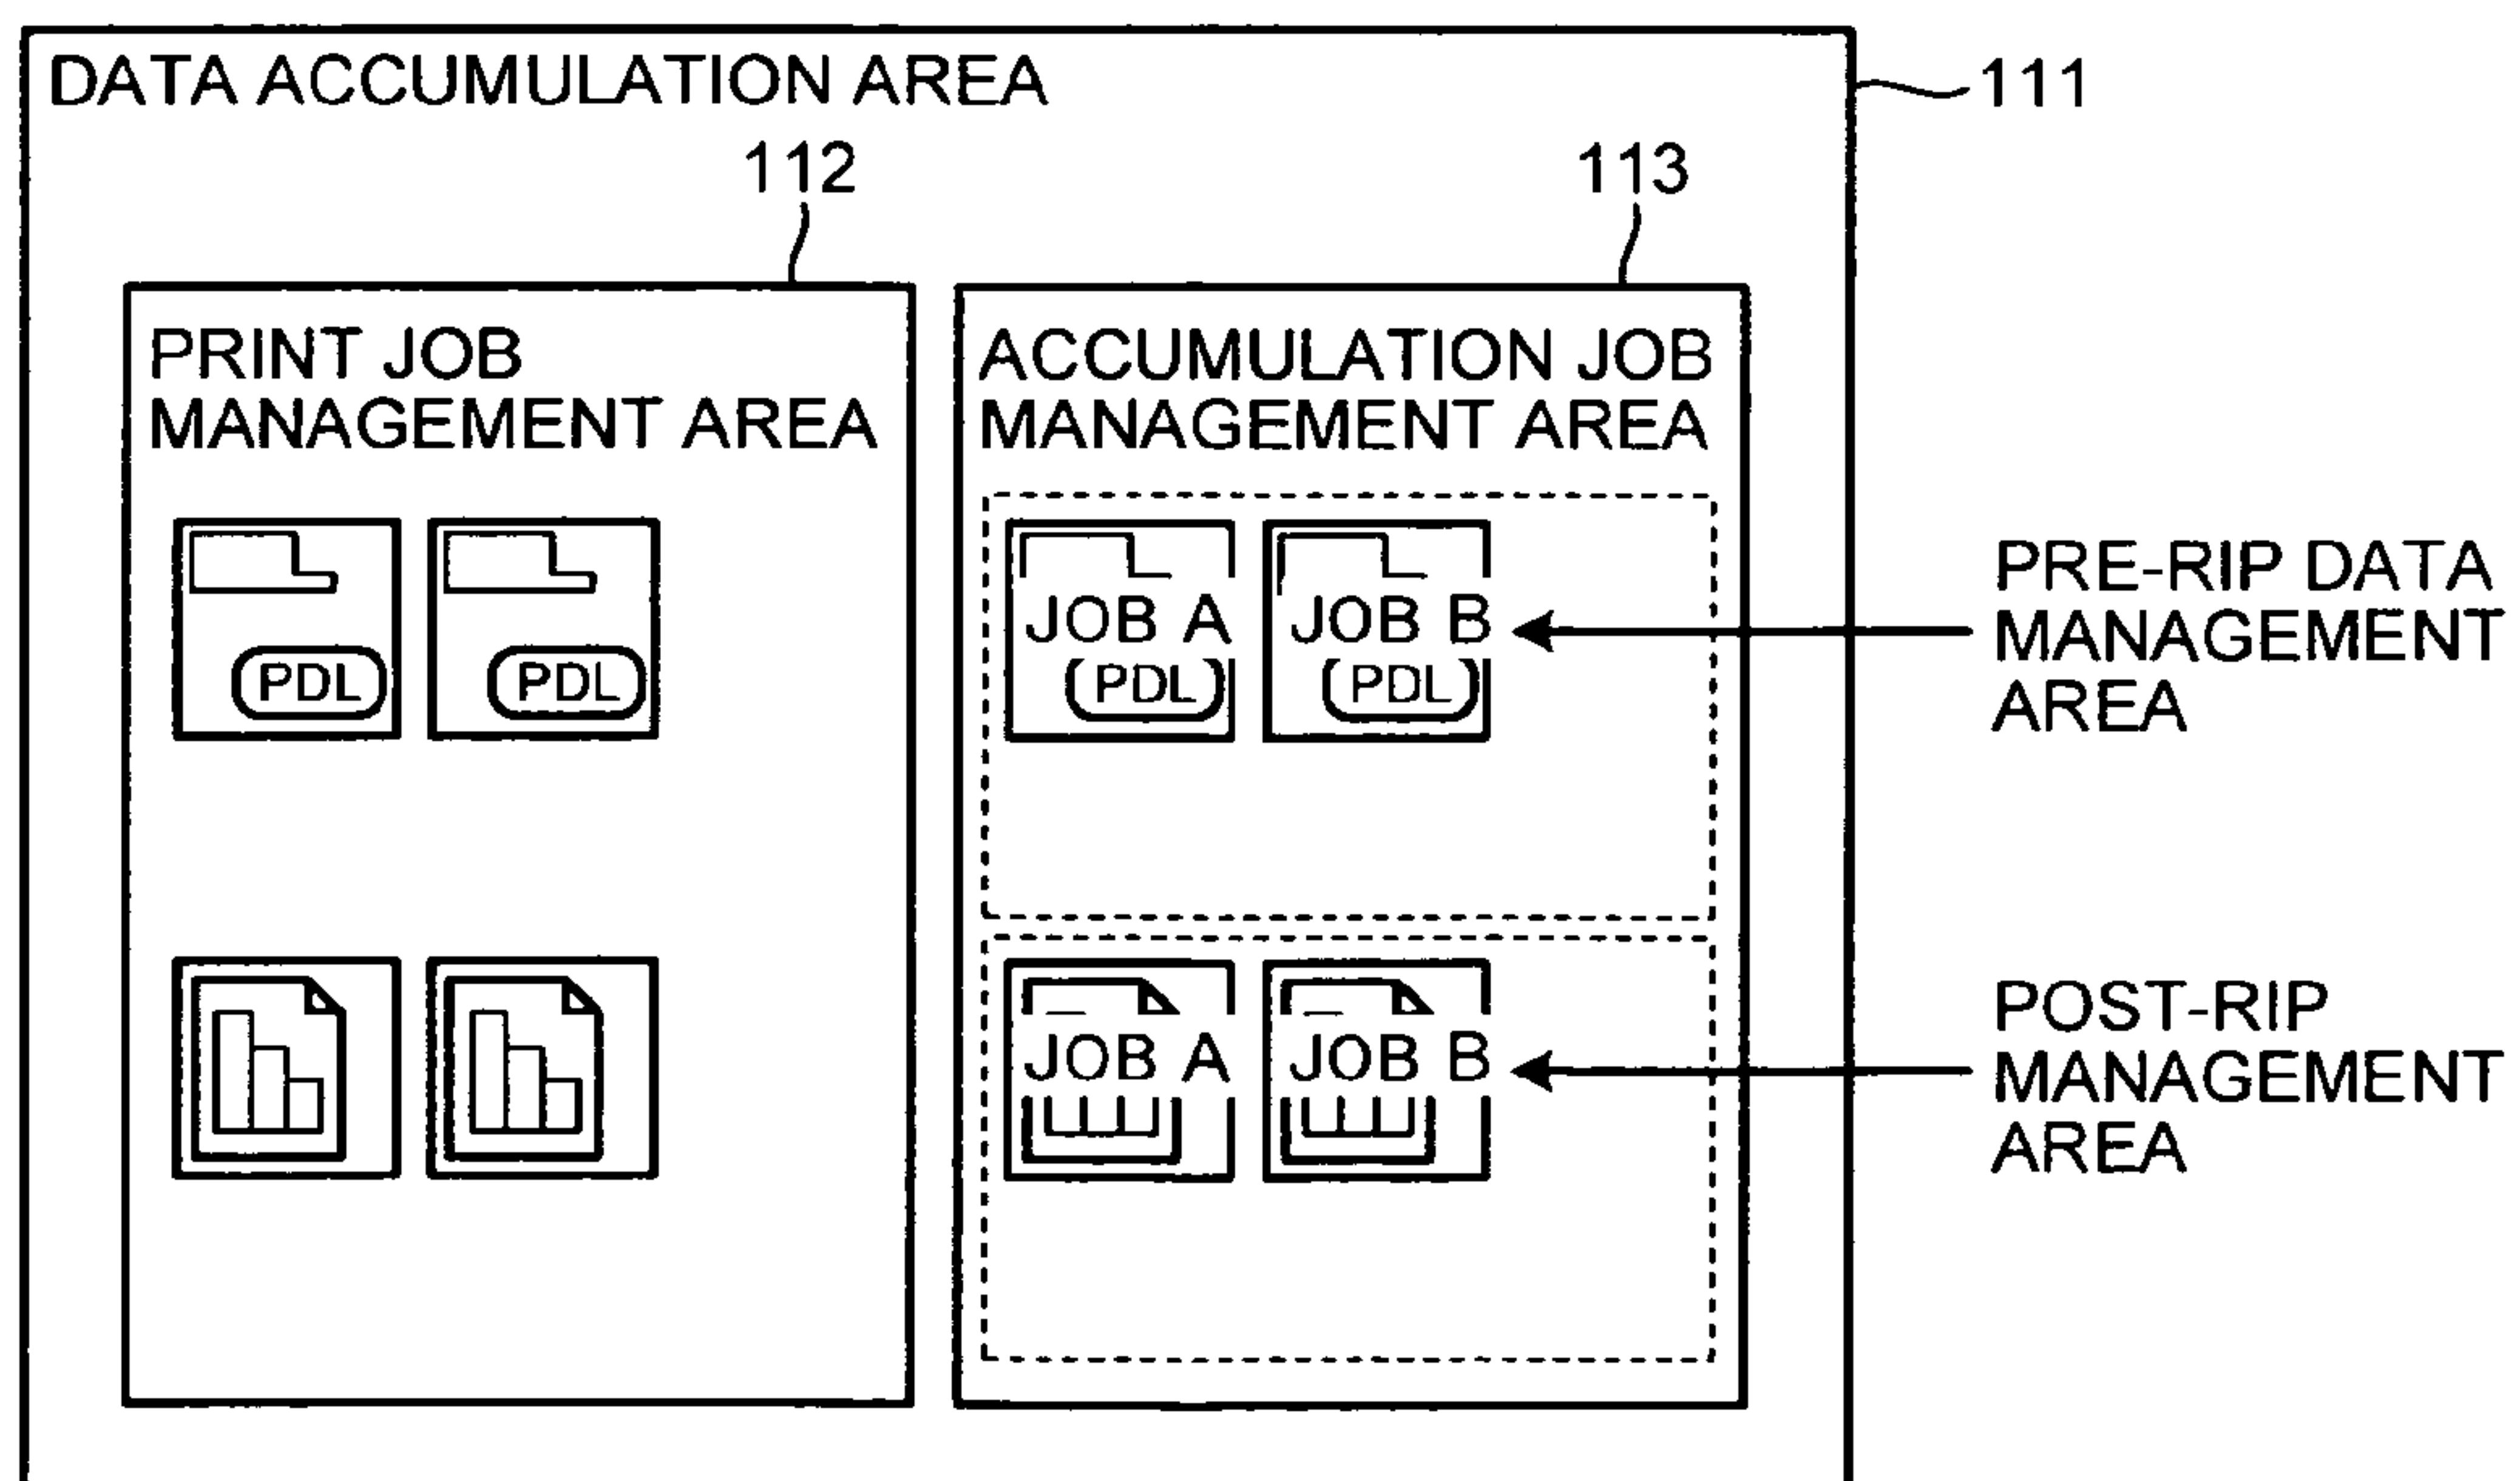 DATA ACCUMULATION AREA
111
112
113
PRINT JOB
MANAGEMENT AREA
PDL
PDL
ACCUMULATION JOB
MANAGEMENT AREA
JOB A
JOB B
PDL
PDL
PRE-RIP DATA
MANAGEMENT
AREA
JOB A
JOB B
POST-RIP
MANAGEMENT
AREA